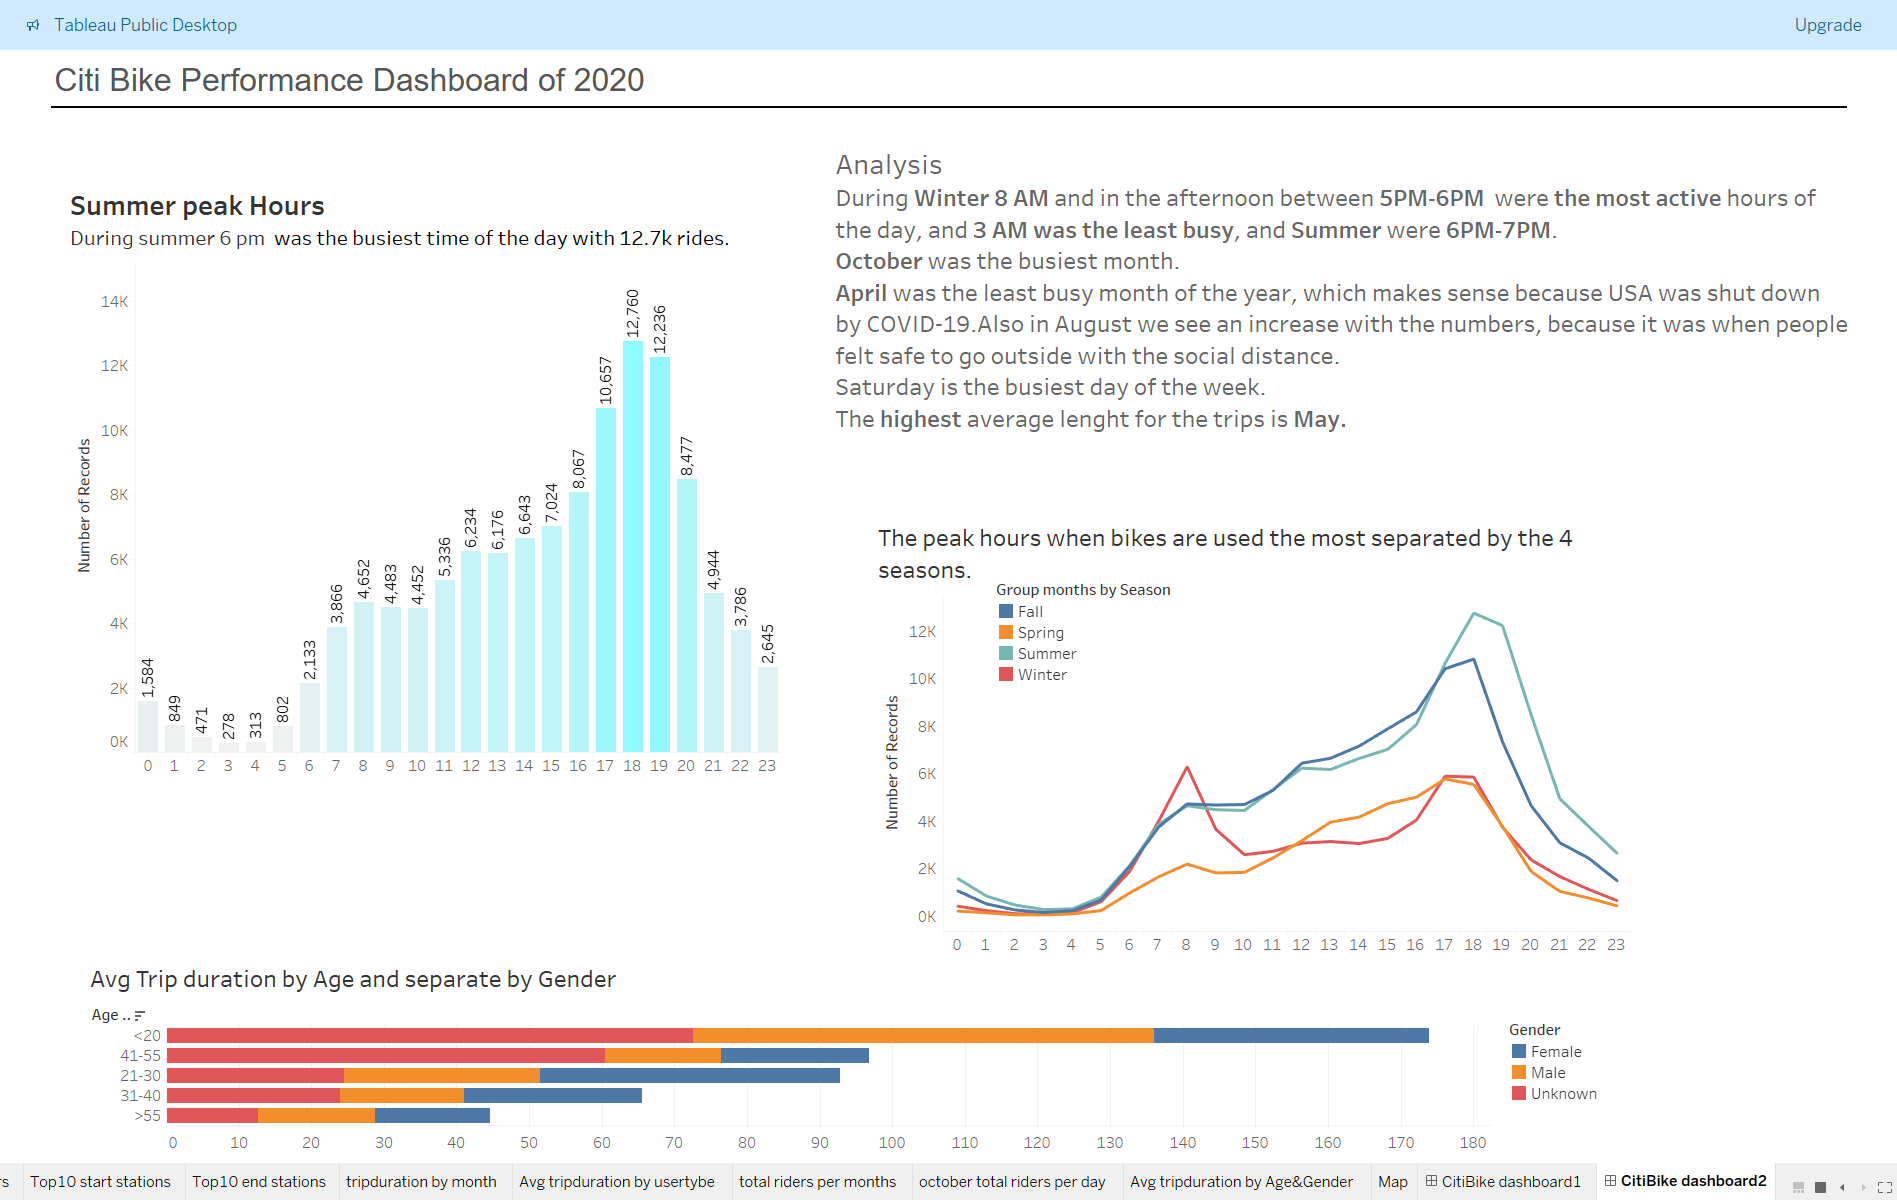 Tableau Public Desktop
Upgrade
Citi Bike Performance Dashboard of 2020
Summer peak Hours
During summer 6 pm was the busiest time of the day with 12.7k rides.
Number of Records
14K
12K
10K
8K
6K
4K
2K
0K
1,584
849
471
278
313
802
2,133
3,866
4,652
4,483
4,452
5,336
6,234
6,176
6,643
7,024
8,067
10,657
12,760
12,236
8,477
4,944
3,786
2,645
0 1 2 3 4 5 6 7 8 9 10 11 12 13 14 15 16 17 18 19 20 21 22 23
Analysis
During Winter 8 AM and in the afternoon between 5PM-6PM were the most active hours of
the day, and 3 AM was the least busy, and Summer were 6PM-7PM.
October was the busiest month.
April was the least busy month of the year, which makes sense because USA was shut down
by COVID-19.Also in August we see an increase with the numbers, because it was when people
felt safe to go outside with the social distance.
Saturday is the busiest day of the week.
The highest average lenght for the trips is May.
The peak hours when bikes are used the most separated by the 4
seasons.
Group months by Season
Fall
Spring
Summer
Winter
Number of Records
12K
10K
8K
6K
4K
2K
0K
0 1 2 3 4 5 6 7 8 9 10 11 12 13 14 15 16 17 18 19 20 21 22 23
Avg Trip duration by Age and separate by Gender
Age ..
<20
41-55
21-30
31-40
>55
0 10 20 30 40 50 60 70 80 90 100 110 120 130 140 150 160 170 180
Gender
Female
Male
Unknown
Top10 start stations
Top10 end stations
tripduration by month
Avg tripduration by usertybe
total riders per months
october total riders per day
Avg tripduration by Age&Gender
Map
CitiBike dashboard1
CitiBike dashboard2